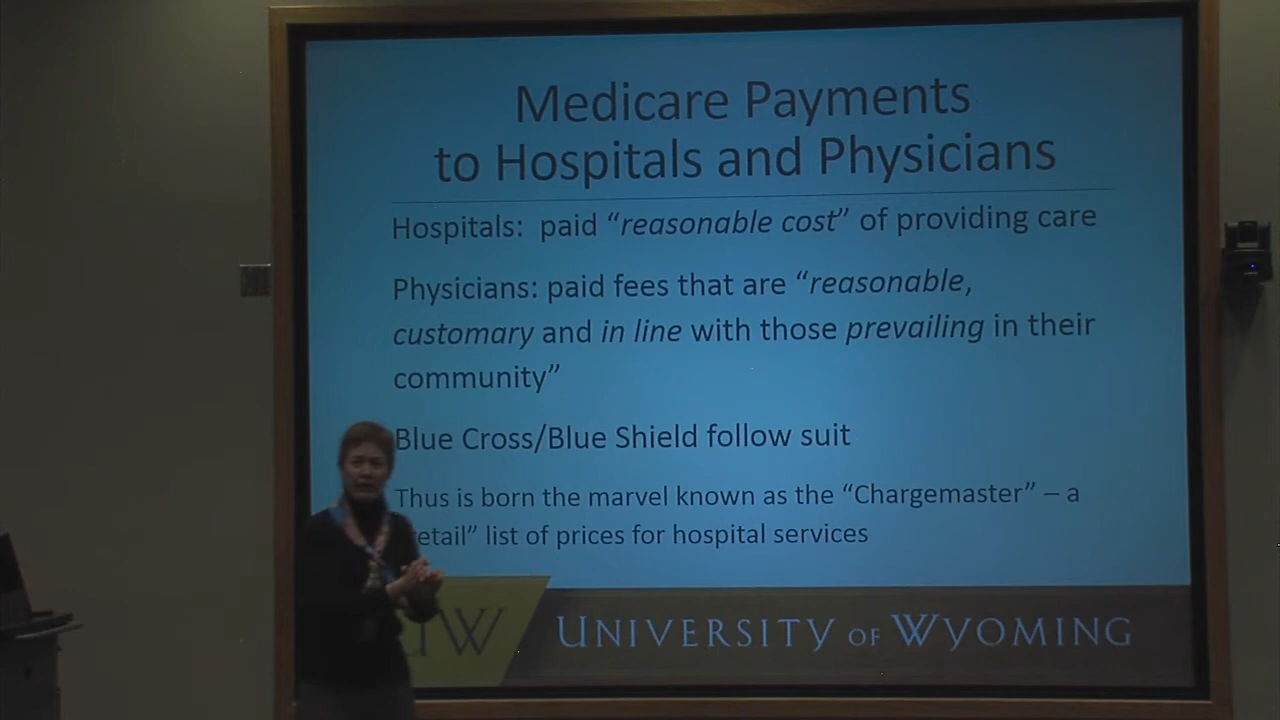 Medicare Payments
to Hospitals and Physicians
Hospitals: paid “reasonable cost” of providing care
Physicians: paid fees that are “reasonable,
customary and in line with those prevailing in their
community”
Blue Cross/Blue Shield follow suit
Thus is born the marvel known as the “Chargemaster” – a
etail” list of prices for hospital services
UW UNIVERSITY OF WYOMING